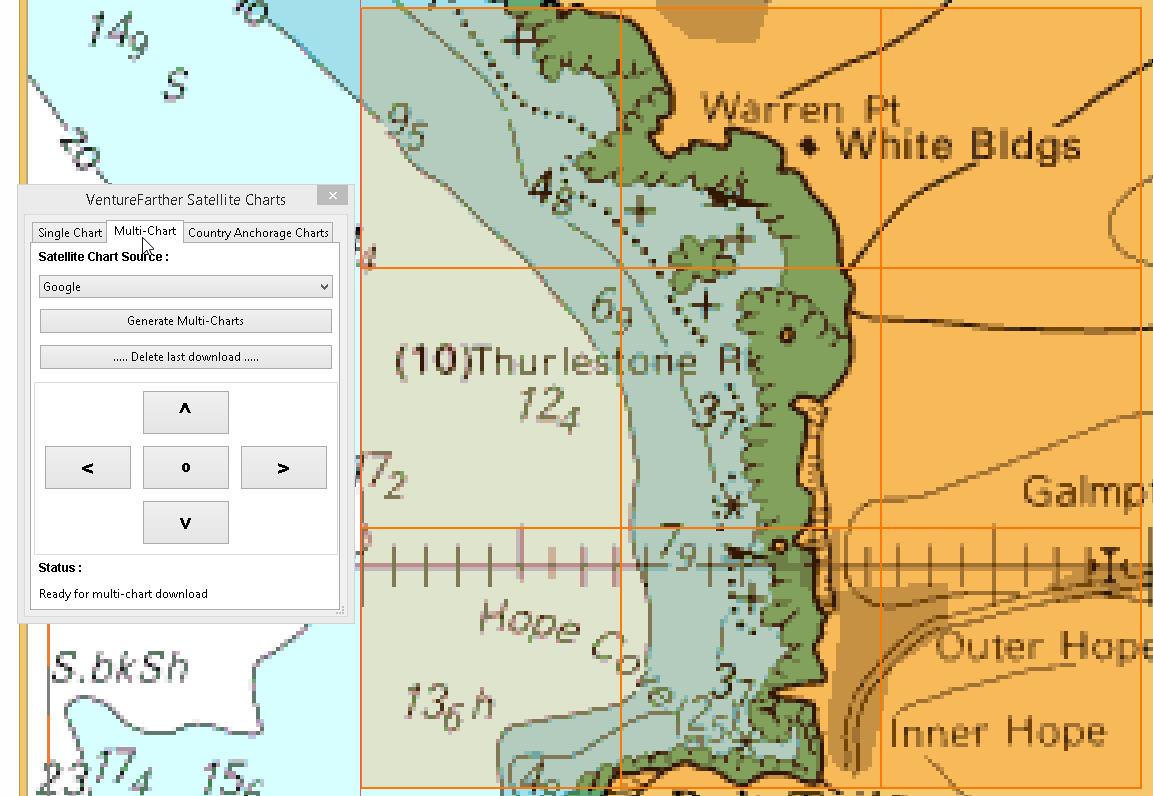 10
14₉
S
Warren Pt
9₅
White Bldgs
20
4₈
VentureFarther Satellite Charts
Single Chart
Multi-Chart
Country Anchorage Charts
Satellite Chart Source :
Google
Generate Multi-Charts
..... Delete last download .....
^
< o >
v
Status :
Ready for multi-chart download
6₉
(10)Thurlestone Rk
12₄
3₇
17₂
Galmp
7₉
Hope Cove
Outer Hope
S.bkSh
3₇
13₆ h
Inner Hope
17₄
15₆